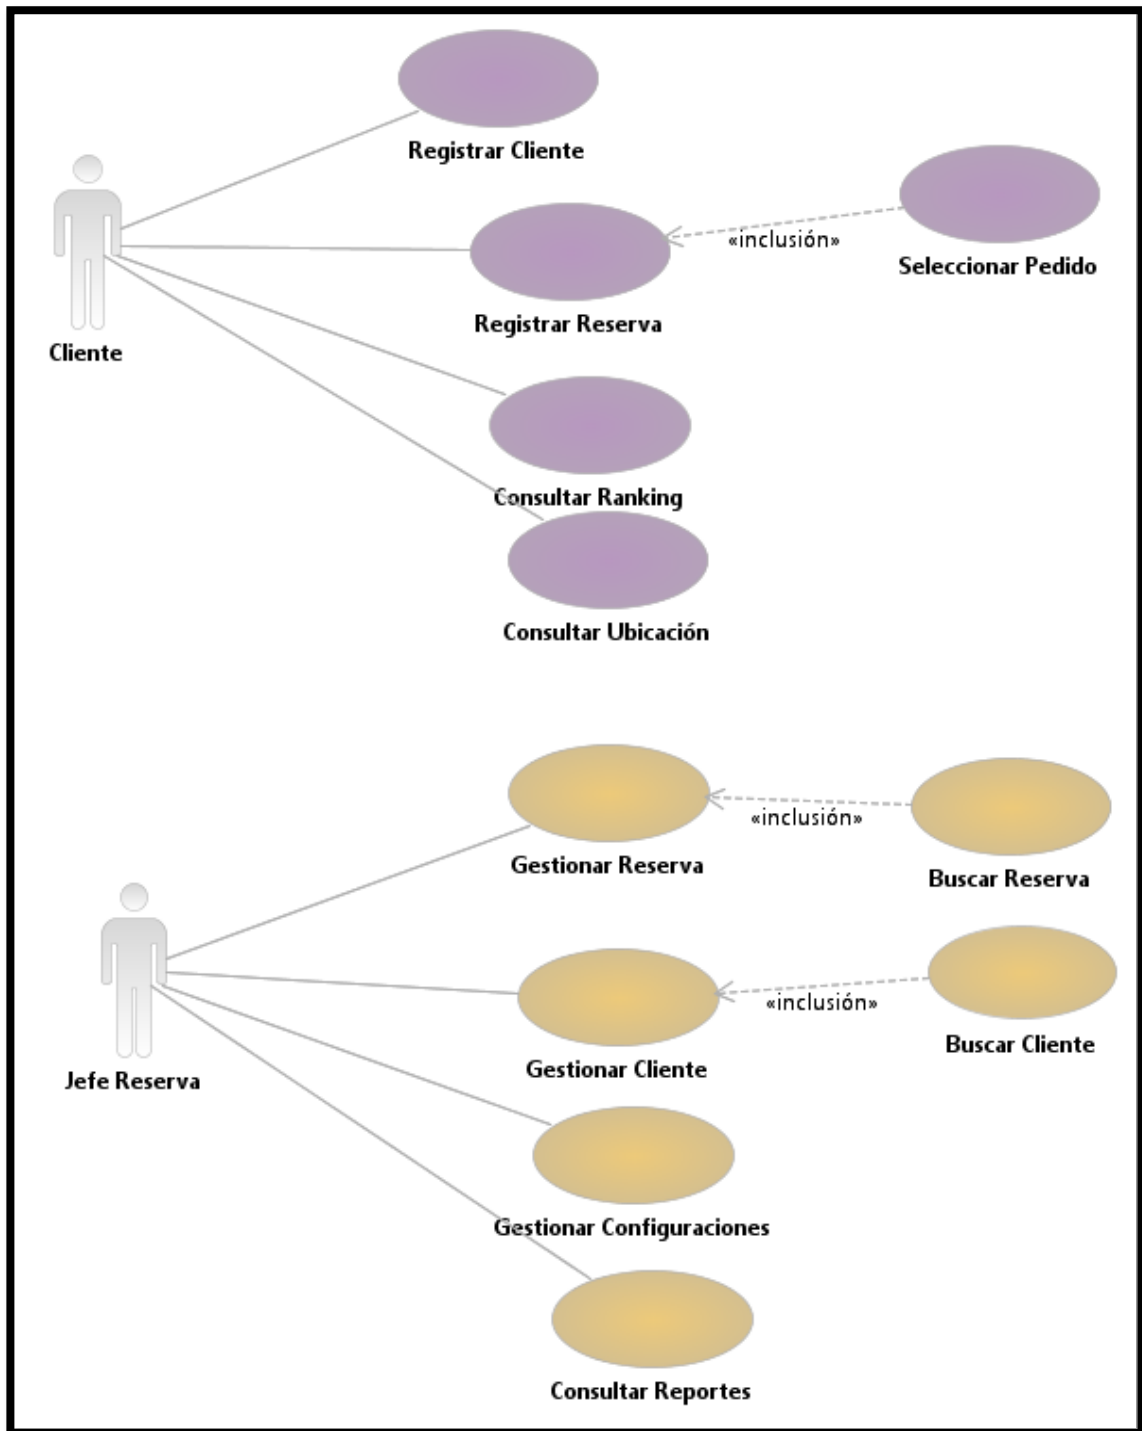 Registrar Cliente
«inclusión»
Seleccionar Pedido
Registrar Reserva
Cliente
Consultar Ranking
Consultar Ubicación
Gestionar Reserva
«inclusión»
Buscar Reserva
Gestionar Cliente
«inclusión»
Buscar Cliente
Jefe Reserva
Gestionar Configuraciones
Consultar Reportes